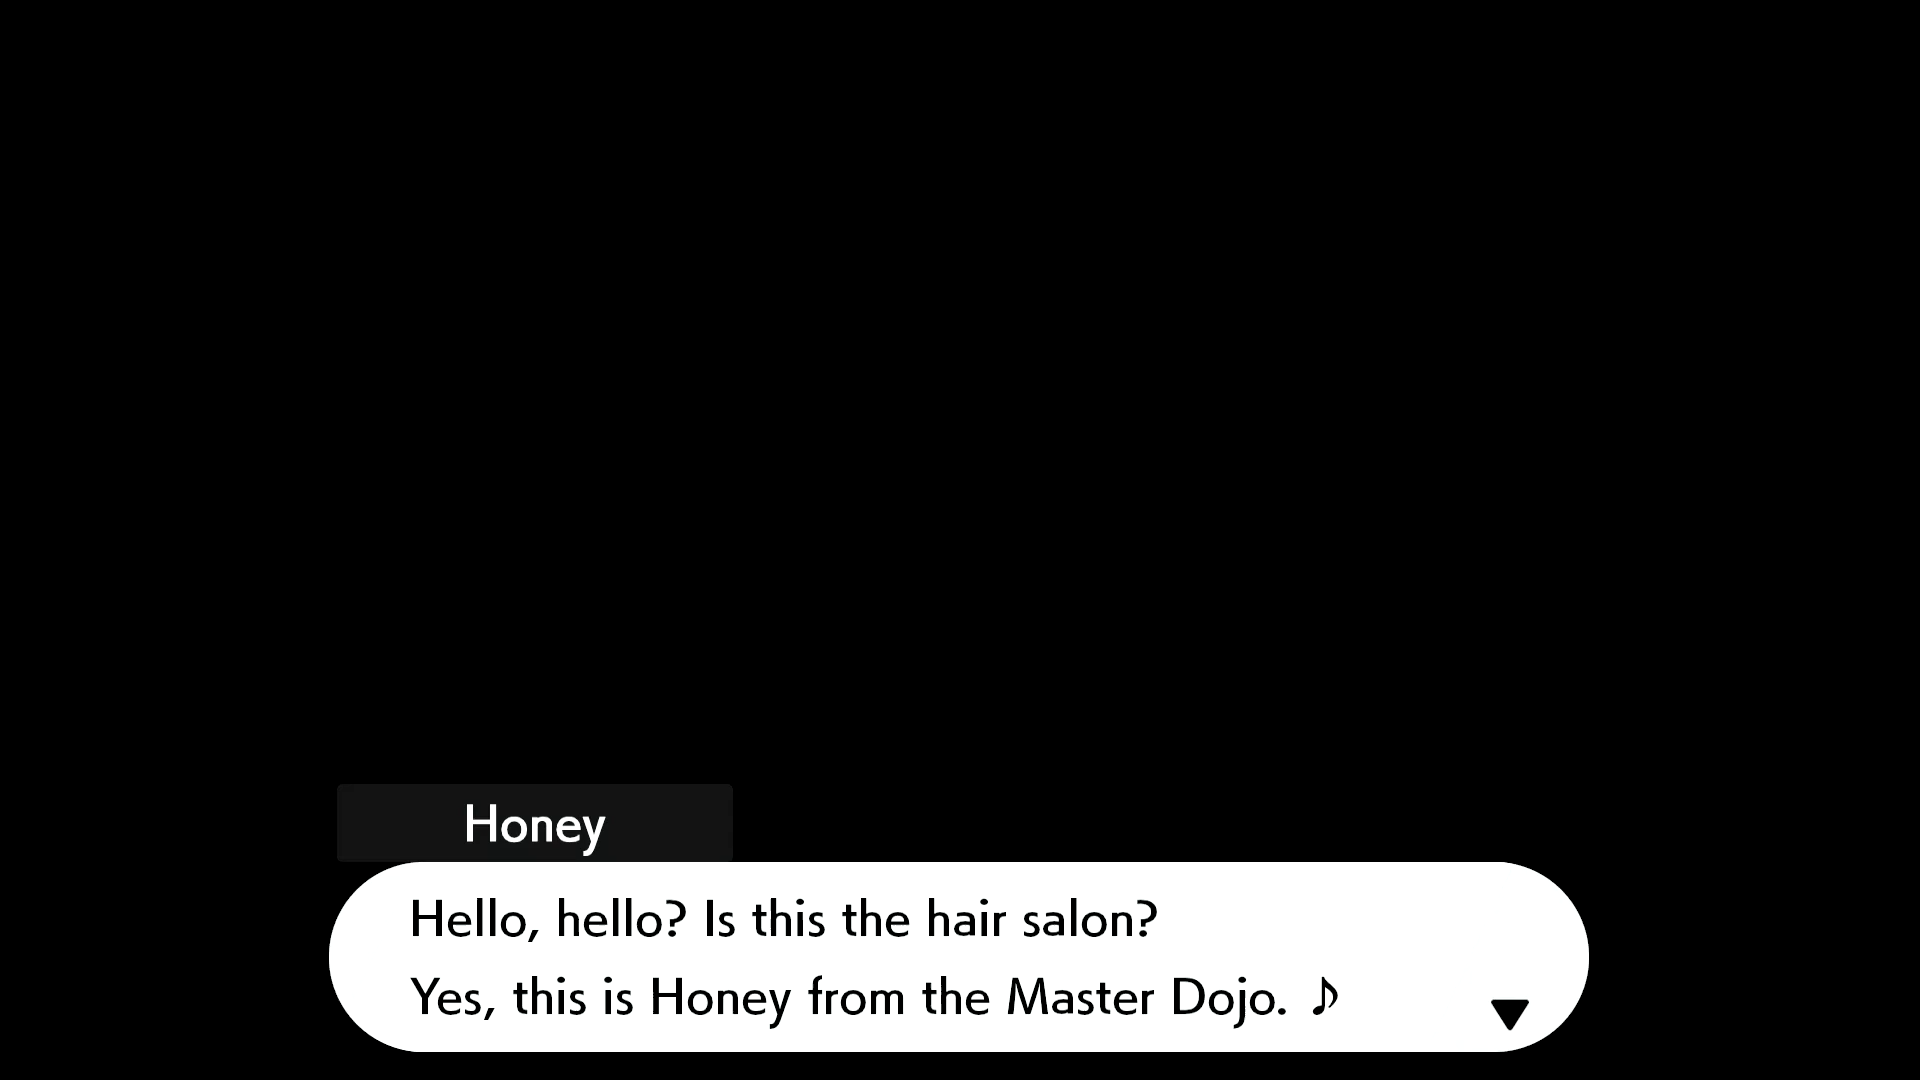 Honey
Hello, hello? Is this the hair salon?
Yes, this is Honey from the Master Dojo. ♪